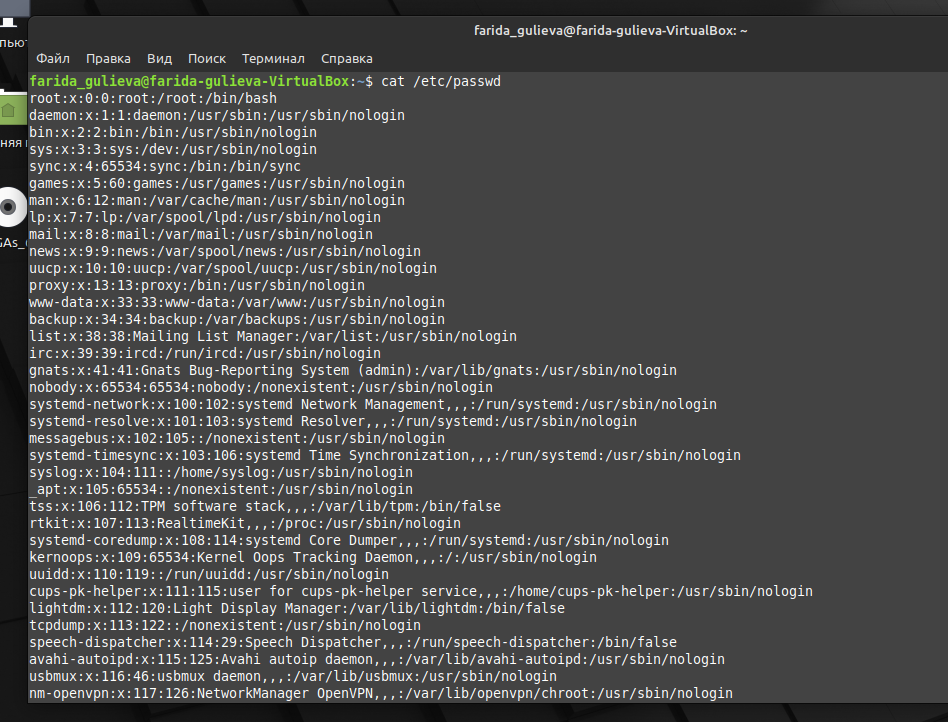 farida_gulieva@farida-gulieva-VirtualBox: ~
Файл Правка Вид Поиск Терминал Справка
farida_gulieva@farida-gulieva-VirtualBox:~$ cat /etc/passwd
root:x:0:0:root:/root:/bin/bash
daemon:x:1:1:daemon:/usr/sbin:/usr/sbin/nologin
bin:x:2:2:bin:/bin:/usr/sbin/nologin
sys:x:3:3:sys:/dev:/usr/sbin/nologin
sync:x:4:65534:sync:/bin:/bin/sync
games:x:5:60:games:/usr/games:/usr/sbin/nologin
man:x:6:12:man:/var/cache/man:/usr/sbin/nologin
lp:x:7:7:lp:/var/spool/lpd:/usr/sbin/nologin
mail:x:8:8:mail:/var/mail:/usr/sbin/nologin
news:x:9:9:news:/var/spool/news:/usr/sbin/nologin
uucp:x:10:10:uucp:/var/spool/uucp:/usr/sbin/nologin
proxy:x:13:13:proxy:/bin:/usr/sbin/nologin
www-data:x:33:33:www-data:/var/www:/usr/sbin/nologin
backup:x:34:34:backup:/var/backups:/usr/sbin/nologin
list:x:38:38:Mailing List Manager:/var/list:/usr/sbin/nologin
irc:x:39:39:ircd:/run/ircd:/usr/sbin/nologin
gnats:x:41:41:Gnats Bug-Reporting System (admin):/var/lib/gnats:/usr/sbin/nologin
nobody:x:65534:65534:nobody:/nonexistent:/usr/sbin/nologin
systemd-network:x:100:102:systemd Network Management,,,:/run/systemd:/usr/sbin/nologin
systemd-resolve:x:101:103:systemd Resolver,,,:/run/systemd:/usr/sbin/nologin
messagebus:x:102:105::/nonexistent:/usr/sbin/nologin
systemd-timesync:x:103:106:systemd Time Synchronization,,,:/run/systemd:/usr/sbin/nologin
syslog:x:104:111::/home/syslog:/usr/sbin/nologin
_apt:x:105:65534::/nonexistent:/usr/sbin/nologin
tss:x:106:112:TPM software stack,,,:/var/lib/tpm:/bin/false
rtkit:x:107:113:RealtimeKit,,,:/proc:/usr/sbin/nologin
systemd-coredump:x:108:114:systemd Core Dumper,,,:/run/systemd:/usr/sbin/nologin
kernoops:x:109:65534:Kernel Oops Tracking Daemon,,,:/:/usr/sbin/nologin
uuidd:x:110:119::/run/uuidd:/usr/sbin/nologin
cups-pk-helper:x:111:115:user for cups-pk-helper service,,,:/home/cups-pk-helper:/usr/sbin/nologin
lightdm:x:112:120:Light Display Manager:/var/lib/lightdm:/bin/false
tcpdump:x:113:122::/nonexistent:/usr/sbin/nologin
speech-dispatcher:x:114:29:Speech Dispatcher,,,:/run/speech-dispatcher:/bin/false
avahi-autoipd:x:115:125:Avahi autoip daemon,,,:/var/lib/avahi-autoipd:/usr/sbin/nologin
usbmux:x:116:46:usbmux daemon,,,:/var/lib/usbmux:/usr/sbin/nologin
nm-openvpn:x:117:126:NetworkManager OpenVPN,,,:/var/lib/openvpn/chroot:/usr/sbin/nologin